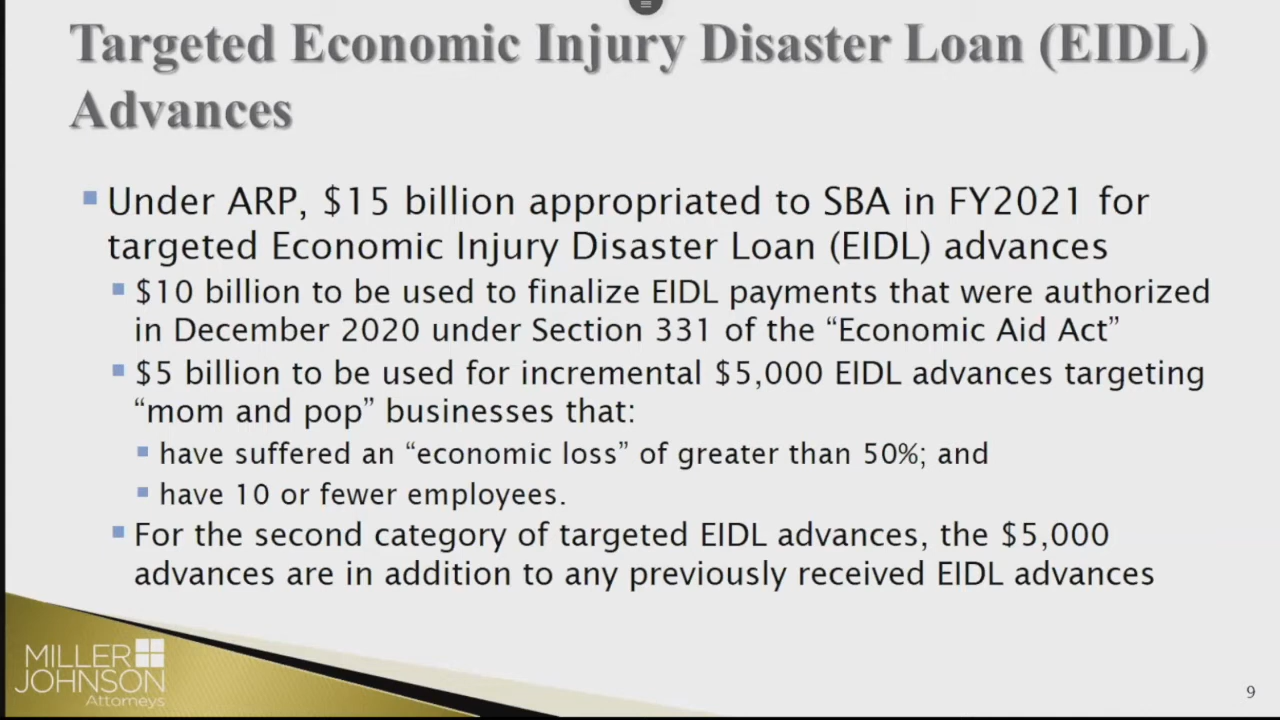 Targeted Economic Injury Disaster Loan (EIDL)
Advances
Under ARP, $15 billion appropriated to SBA in FY2021 for
targeted Economic Injury Disaster Loan (EIDL) advances
$10 billion to be used to finalize EIDL payments that were authorized
in December 2020 under Section 331 of the “Economic Aid Act”
$5 billion to be used for incremental $5,000 EIDL advances targeting
“mom and pop” businesses that:
have suffered an “economic loss” of greater than 50%; and
have 10 or fewer employees.
For the second category of targeted EIDL advances, the $5,000
advances are in addition to any previously received EIDL advances
MILLER
JOHNSON
Attorneys
9